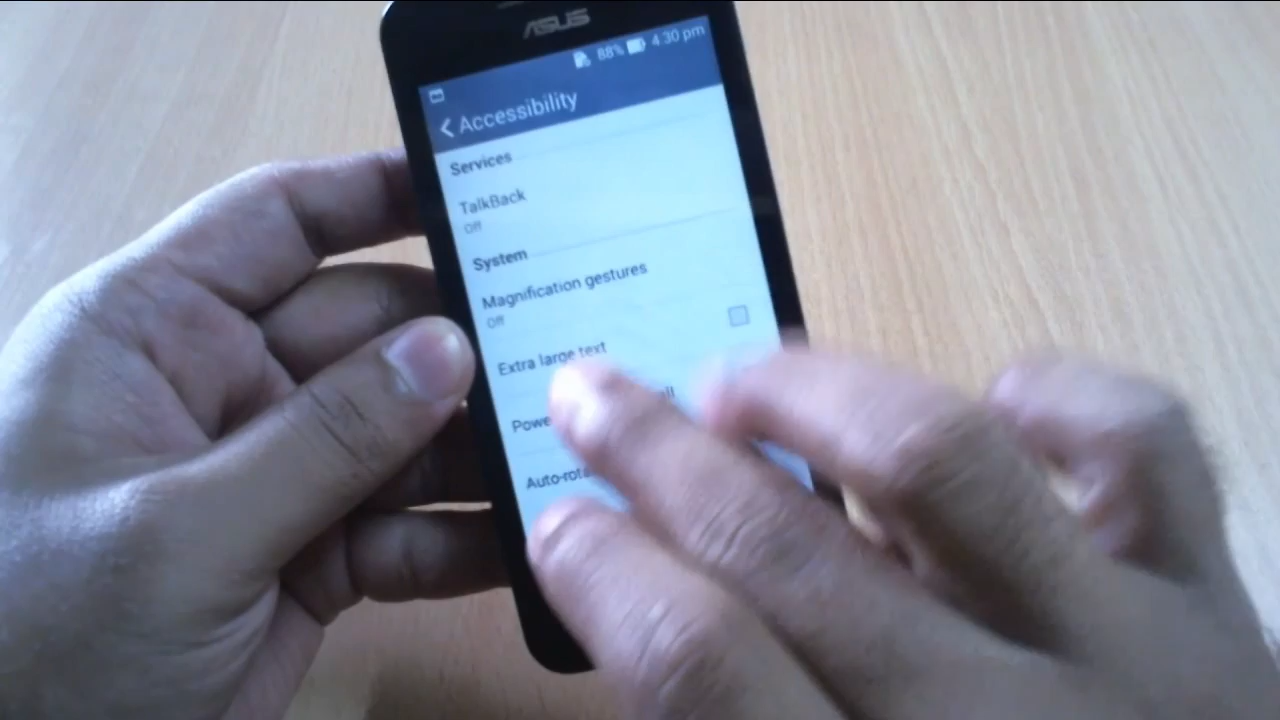 ASUS
88% 4:30 pm
Accessibility
Services
TalkBack
Off
System
Magnification gestures
Off
Extra large text